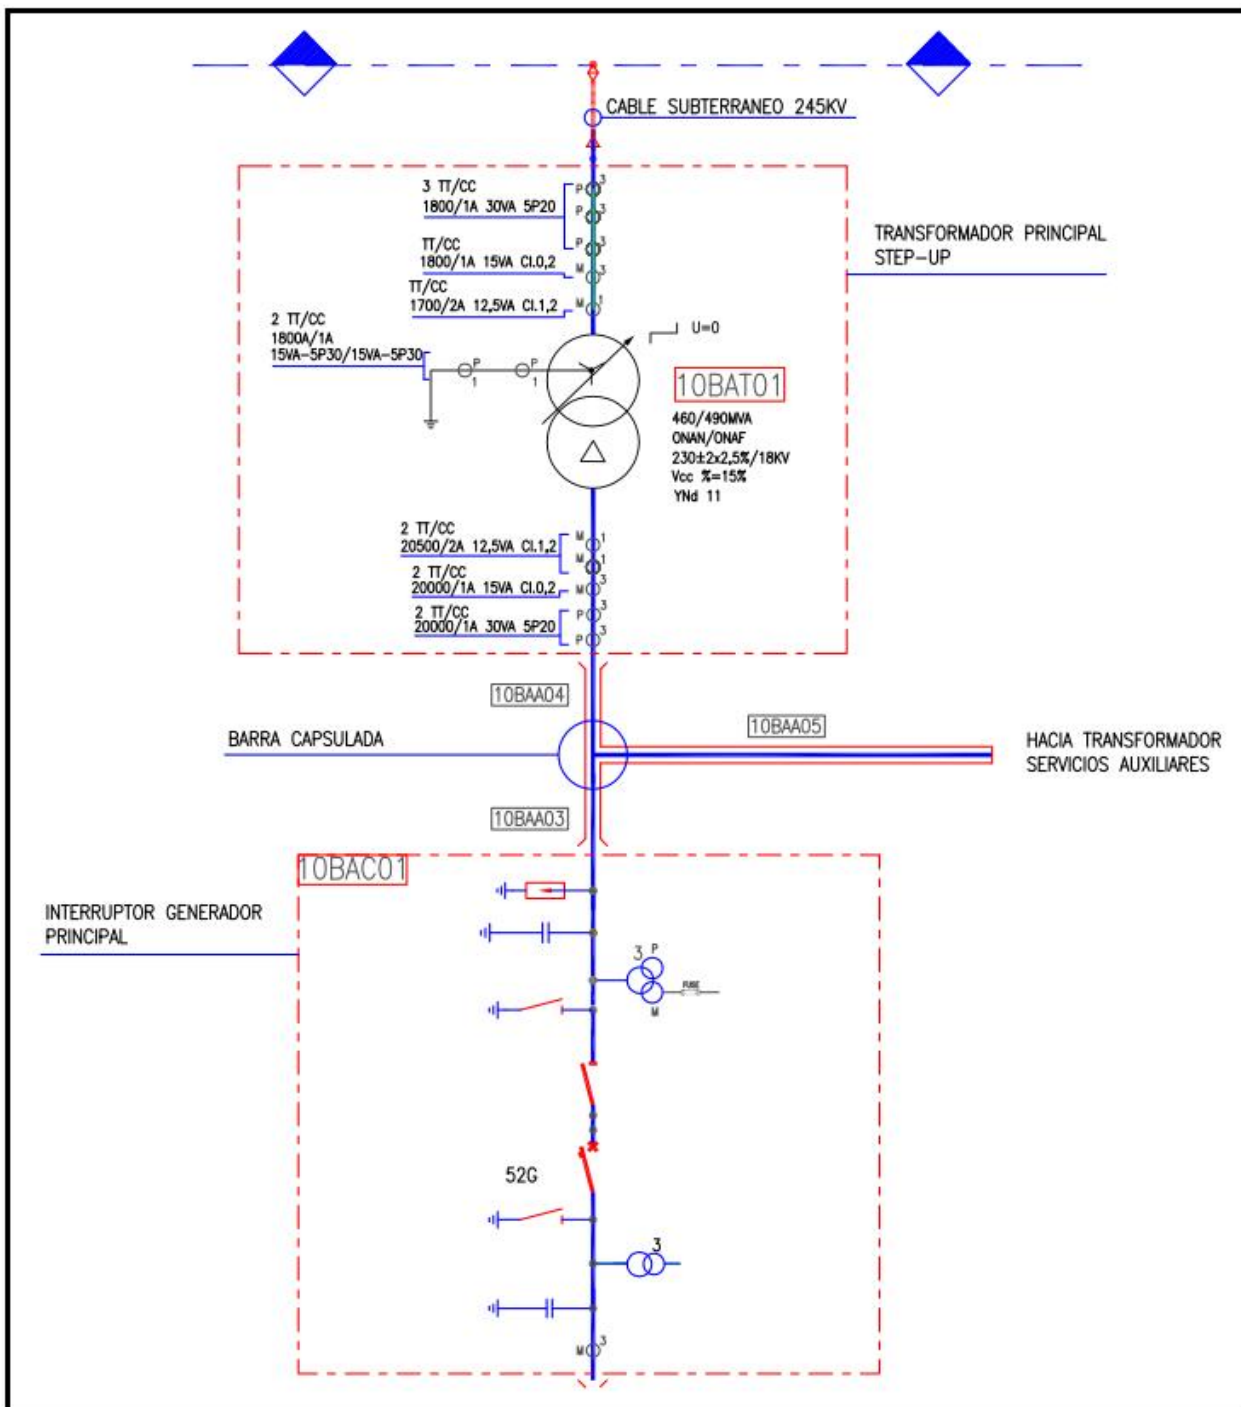 CABLE SUBTERRANEO 245KV
3 TT/CC
1800/1A 30VA 5P20
P 3
P 3
P 3
TT/CC
1800/1A 15VA Cl.0,2
M 3
TT/CC
1700/2A 12,5VA Cl.1,2
M 1
TRANSFORMADOR PRINCIPAL
STEP-UP
2 TT/CC
1800A/1A
15VA-5P30/15VA-5P30
P
1
P
1
U=0
10BAT01
460/490MVA
ONAN/ONAF
230±2x2,5%/18KV
Vcc %=15%
YNd 11
2 TT/CC
20500/2A 12,5VA Cl.1,2
M 1
M 1
2 TT/CC
20000/1A 15VA Cl.0,2
M 3
2 TT/CC
20000/1A 30VA 5P20
P 3
P 3
10BAA04
BARRA CAPSULADA
10BAA05
HACIA TRANSFORMADOR
SERVICIOS AUXILIARES
10BAA03
10BAC01
INTERRUPTOR GENERADOR
PRINCIPAL
3 P
FUSE
M
52G
3
M 3